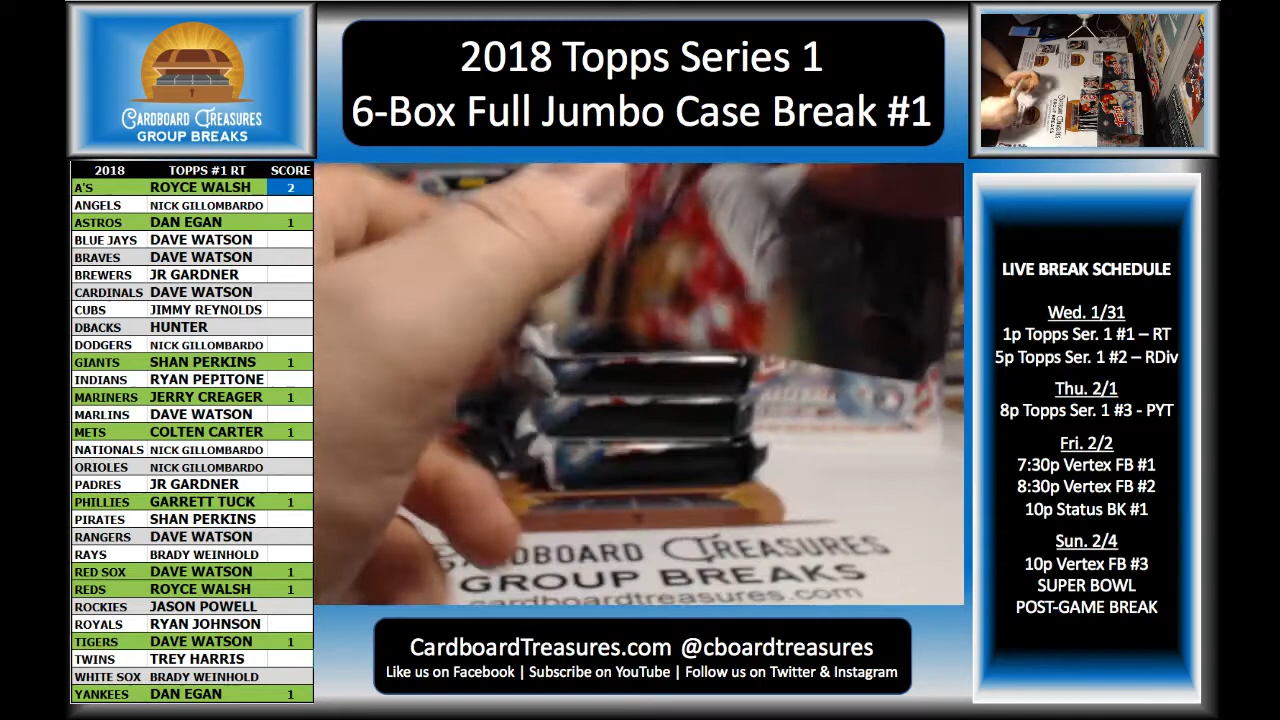 CARDBOARD TREASURES
GROUP BREAKS
2018 Topps Series 1
6-Box Full Jumbo Case Break #1
2018 TOPPS #1 RT SCORE
A'S ROYCE WALSH 2
ANGELS NICK GILLOMBARDO
ASTROS DAN EGAN 1
BLUE JAYS DAVE WATSON
BRAVES DAVE WATSON
BREWERS JR GARDNER
CARDINALS DAVE WATSON
CUBS JIMMY REYNOLDS
DBACKS HUNTER
DODGERS NICK GILLOMBARDO
GIANTS SHAN PERKINS 1
INDIANS RYAN PEPITONE
MARINERS JERRY CREAGER 1
MARLINS DAVE WATSON
METS COLTEN CARTER 1
NATIONALS NICK GILLOMBARDO
ORIOLES NICK GILLOMBARDO
PADRES JR GARDNER
PHILLIES GARRETT TUCK 1
PIRATES SHAN PERKINS
RANGERS DAVE WATSON
RAYS BRADY WEINHOLD
RED SOX DAVE WATSON 1
REDS ROYCE WALSH 1
ROCKIES JASON POWELL
ROYALS RYAN JOHNSON
TIGERS DAVE WATSON 1
TWINS TREY HARRIS
WHITE SOX BRADY WEINHOLD
YANKEES DAN EGAN 1
CARDBOARD TREASURES
GROUP BREAKS
cardboardtreasures.com
CardboardTreasures.com @cboardtreasures
Like us on Facebook | Subscribe on YouTube | Follow us on Twitter & Instagram
LIVE BREAK SCHEDULE
Wed. 1/31
1p Topps Ser. 1 #1 – RT
5p Topps Ser. 1 #2 – RDiv
Thu. 2/1
8p Topps Ser. 1 #3 - PYT
Fri. 2/2
7:30p Vertex FB #1
8:30p Vertex FB #2
10p Status BK #1
Sun. 2/4
10p Vertex FB #3
SUPER BOWL
POST-GAME BREAK